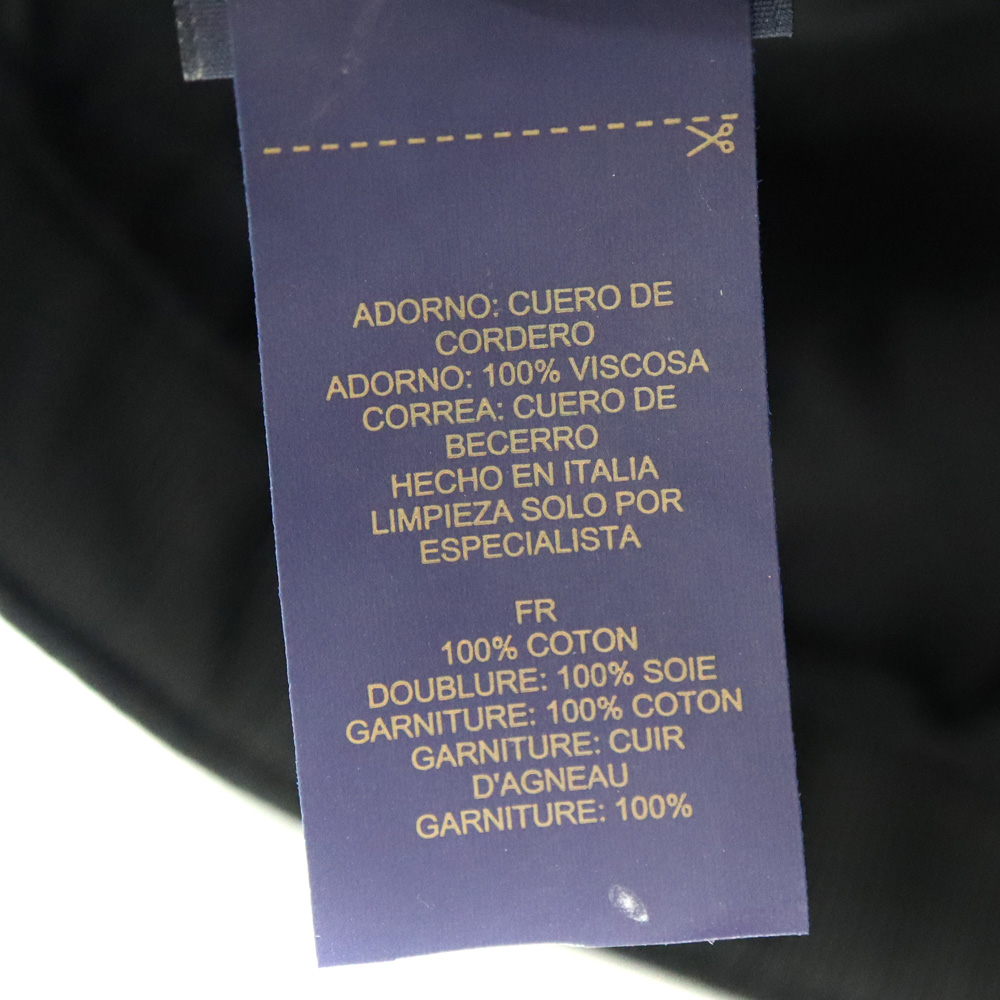 ADORNO: CUERO DE
CORDERO
ADORNO: 100% VISCOSA
CORREA: CUERO DE
BECERRO
HECHO EN ITALIA
LIMPIEZA SOLO POR
ESPECIALISTA
FR
100% COTON
DOUBLURE: 100% SOIE
GARNITURE: 100% COTON
GARNITURE: CUIR
D'AGNEAU
GARNITURE: 100%